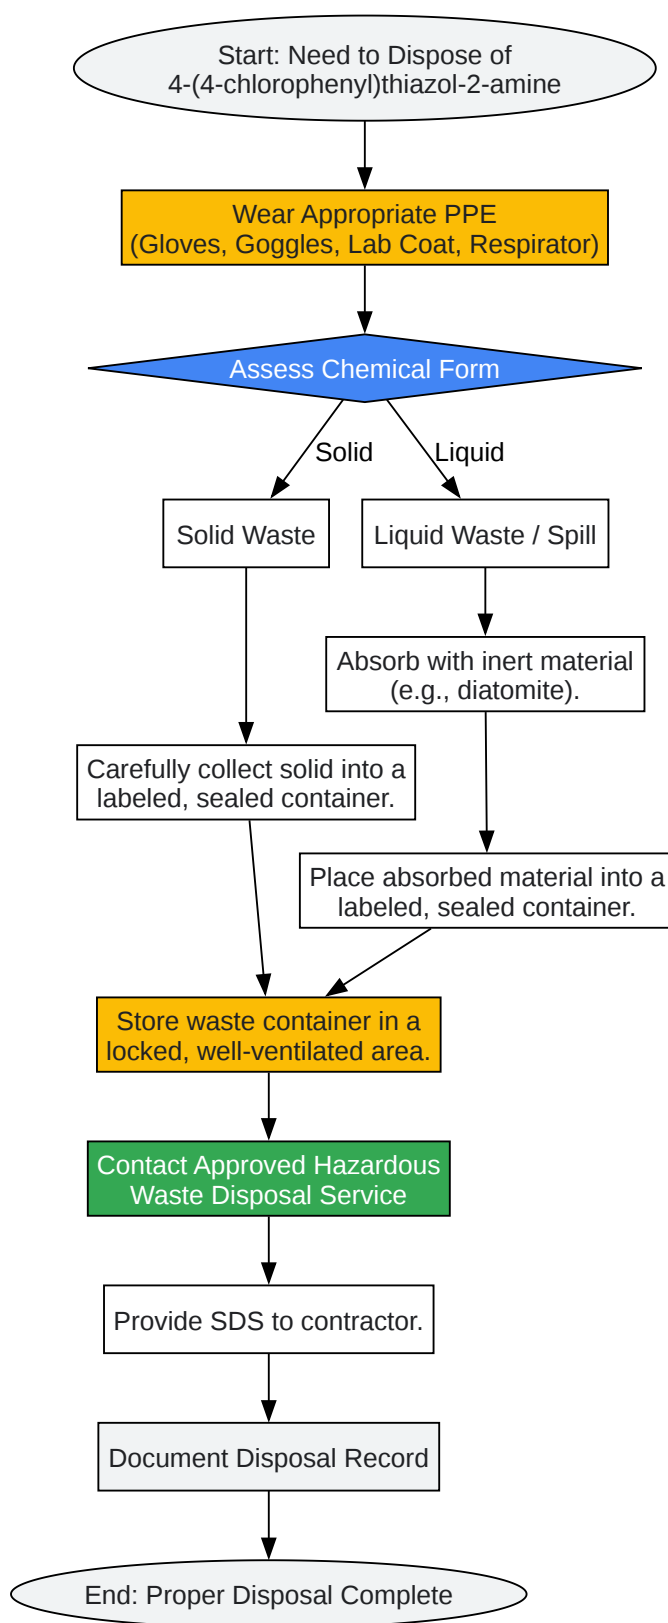 Start: Need to Dispose of
4-(4-chlorophenyl)thiazol-2-amine
Wear Appropriate PPE
(Gloves, Goggles, Lab Coat, Respirator)
Assess Chemical Form
Solid
Liquid
Solid Waste
Liquid Waste / Spill
Absorb with inert material
(e.g., diatomite).
Carefully collect solid into a
labeled, sealed container.
Place absorbed material into a
labeled, sealed container.
Store waste container in a
locked, well-ventilated area.
Contact Approved Hazardous
Waste Disposal Service
Provide SDS to contractor.
Document Disposal Record
End: Proper Disposal Complete